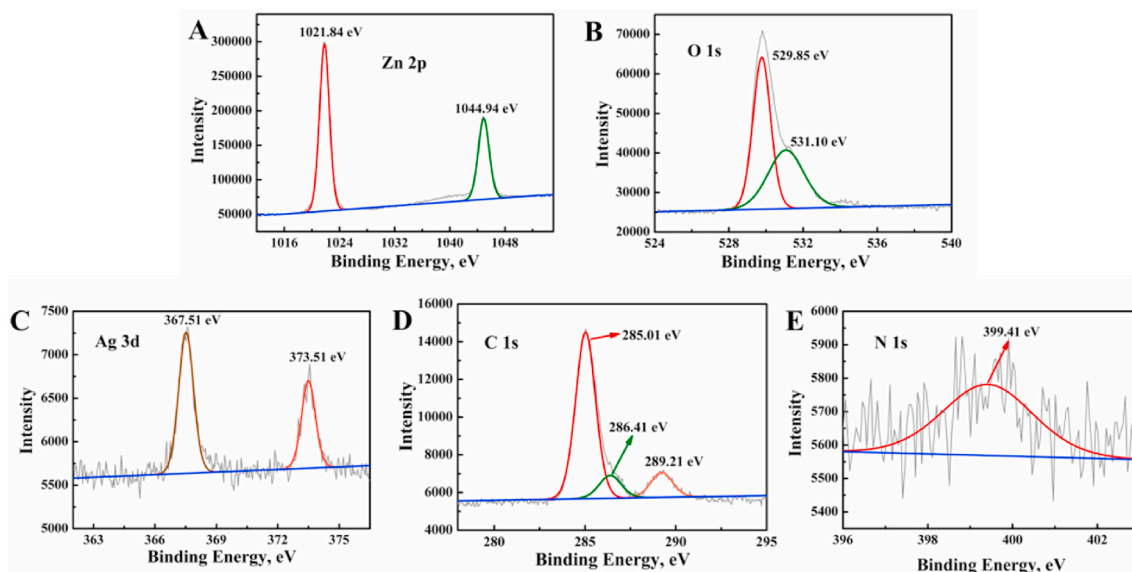 A
Zn 2p
1021.84 eV
1044.94 eV
Intensity
300000
250000
200000
150000
100000
50000
1016 1024 1032 1040 1048
Binding Energy, eV
B
O 1s
529.85 eV
531.10 eV
Intensity
70000
60000
50000
40000
30000
20000
524 528 532 536 540
Binding Energy, eV
C
Ag 3d
367.51 eV
373.51 eV
Intensity
7500
7000
6500
6000
5500
5000
363 366 369 372 375
Binding Energy, eV
D
C 1s
285.01 eV
286.41 eV
289.21 eV
Intensity
16000
14000
12000
10000
8000
6000
4000
280 285 290 295
Binding Energy, eV
E
N 1s
399.41 eV
Intensity
6000
5900
5800
5700
5600
5500
5400
396 398 400 402
Binding Energy, eV